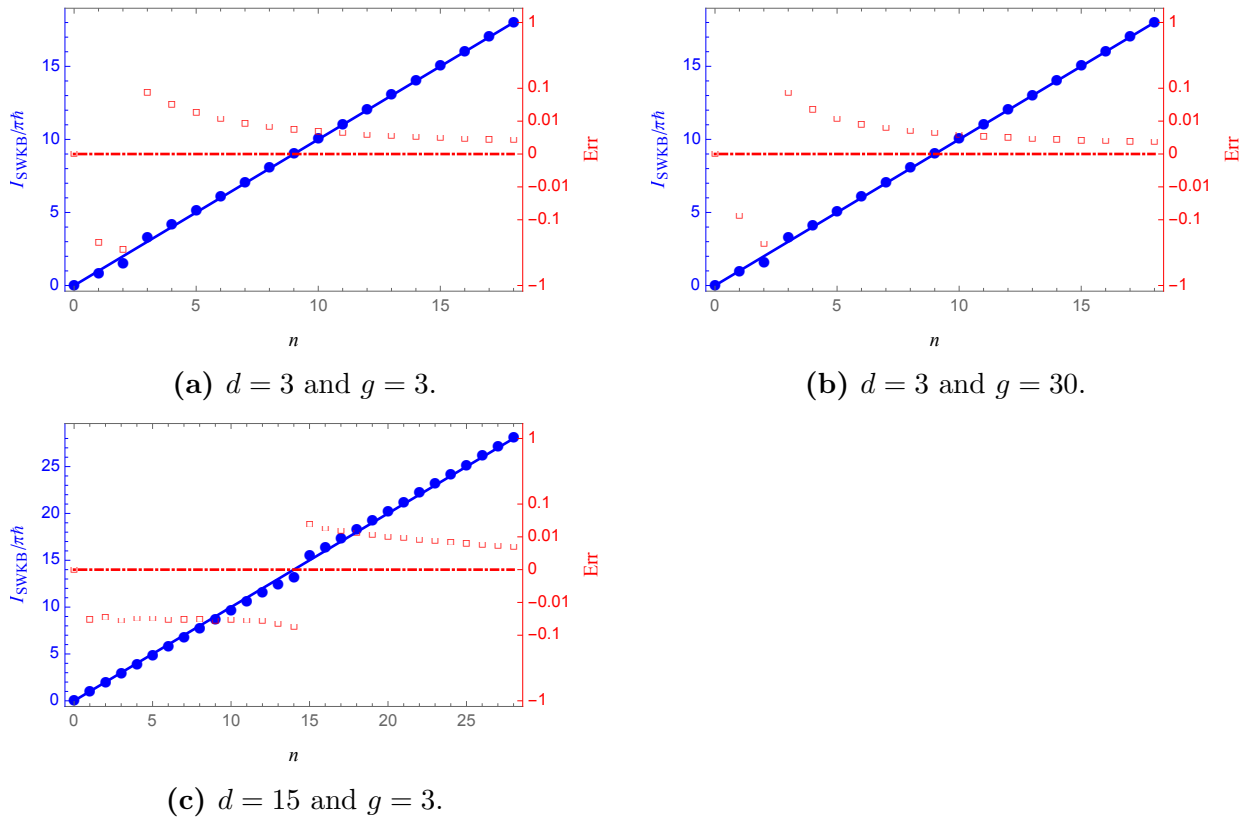 I_SWKB/πℏ
15
10
5
0
0 5 10 15
n
1
0.1
0.01
0
-0.01
-0.1
-1
Err
(a) d = 3 and g = 3.
I_SWKB/πℏ
15
10
5
0
0 5 10 15
n
1
0.1
0.01
0
-0.01
-0.1
-1
Err
(b) d = 3 and g = 30.
I_SWKB/πℏ
25
20
15
10
5
0
0 5 10 15 20 25
n
1
0.1
0.01
0
-0.01
-0.1
-1
Err
(c) d = 15 and g = 3.